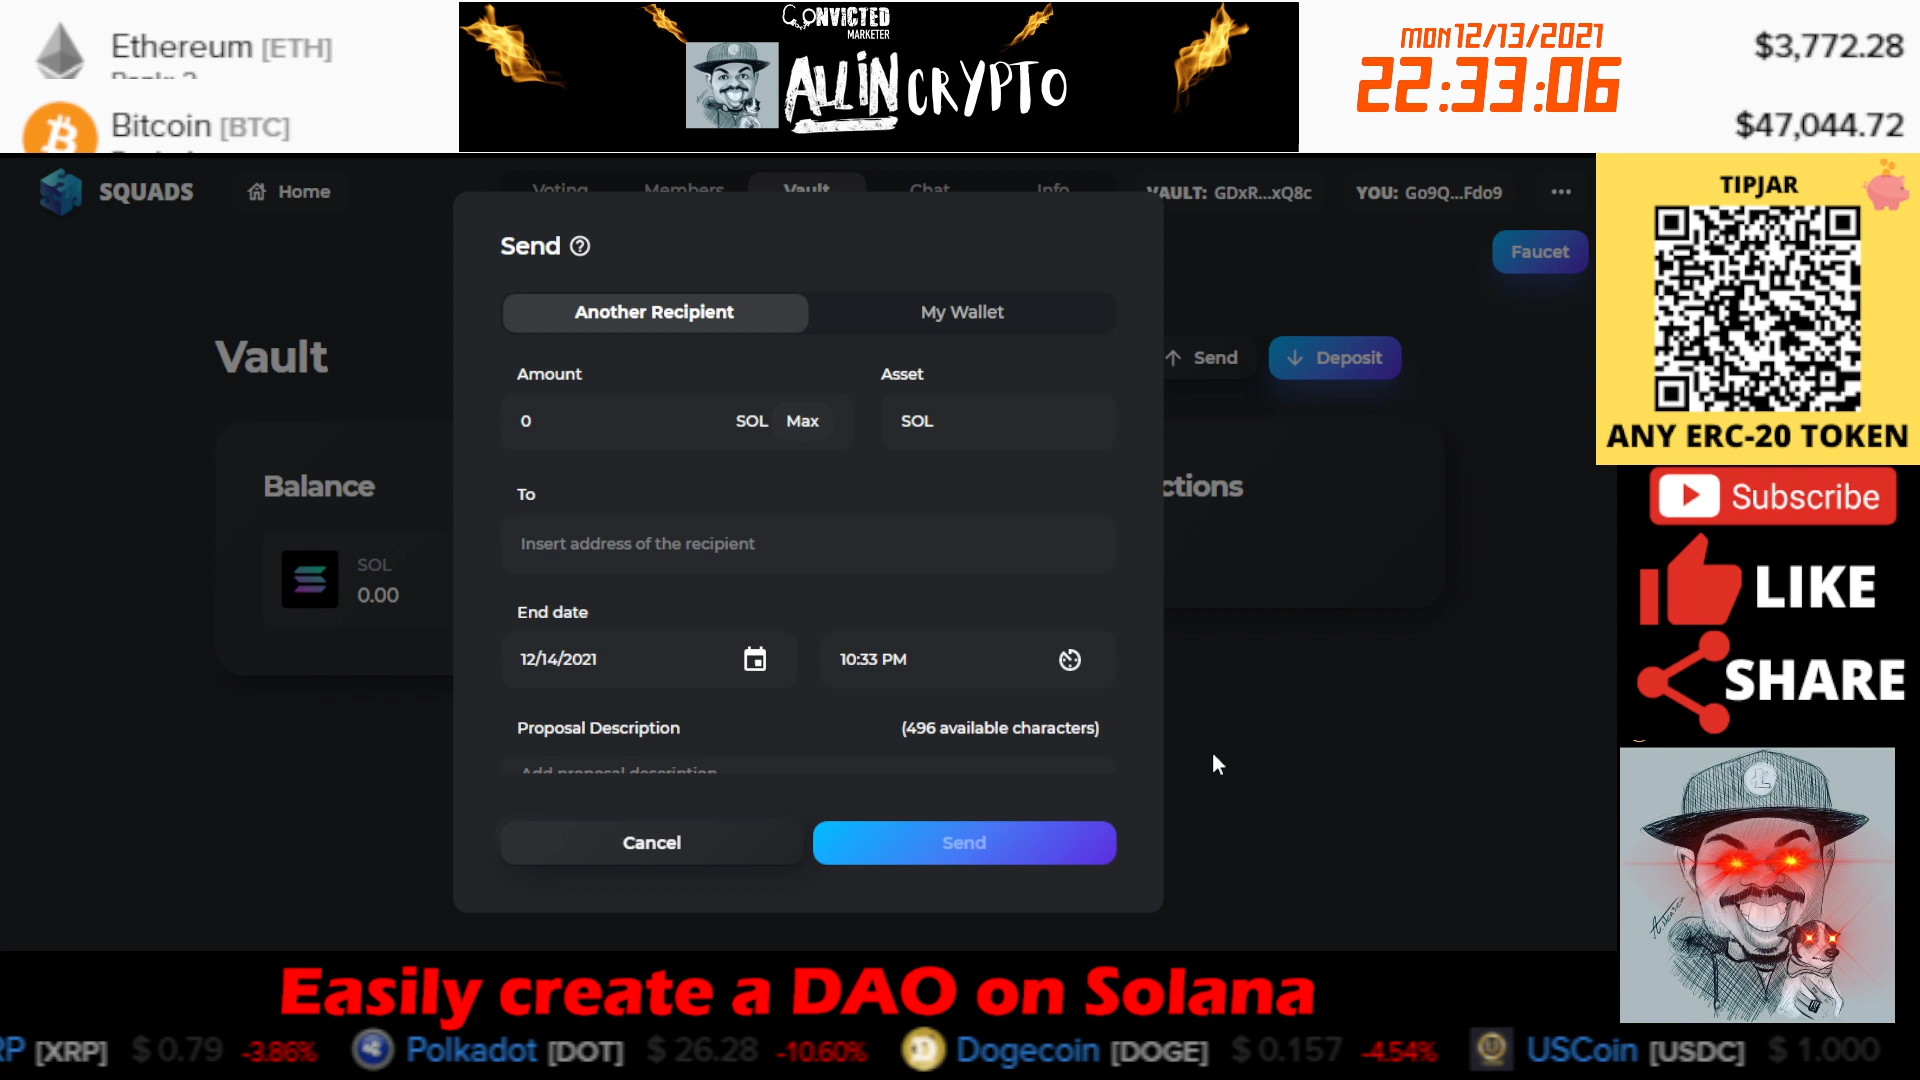 Ethereum [ETH]
Bitcoin [BTC]
CONVICTED
MARKETER
ALLIN CRYPTO
MON 12/13/2021
22:33:06
$3,772.28
$47,044.72
SQUADS
Home
Voting
Members
Vault
Chat
Info
VAULT: GDxR...xQ8c
YOU: Go9Q...Fdo9
...
TIPJAR
ANY ERC-20 TOKEN
Faucet
Send
Another Recipient
My Wallet
Vault
Send
Deposit
Amount
Asset
0
SOL
Max
SOL
Balance
ctions
To
Insert address of the recipient
SOL
0.00
End date
12/14/2021
10:33 PM
Proposal Description
(496 available characters)
Add proposal description
Cancel
Send
Subscribe
LIKE
SHARE
Easily create a DAO on Solana
RP [XRP] $ 0.79 -3.86% Polkadot [DOT] $ 26.28 -10.60% Dogecoin [DOGE] $ 0.157 -4.54% USCoin [USDC] $ 1.000